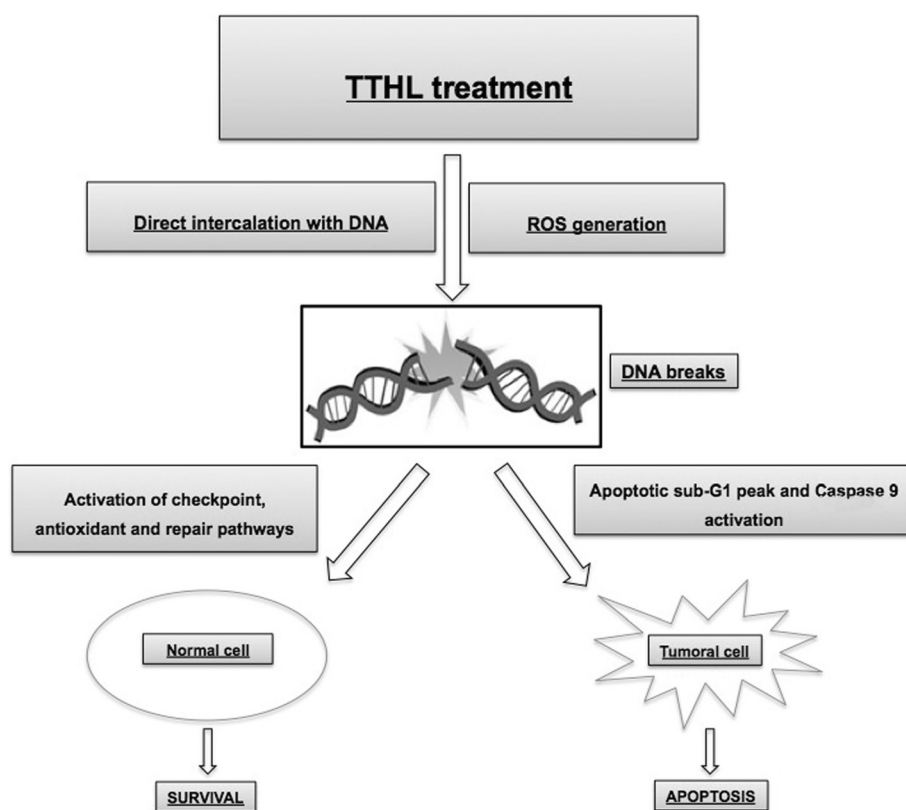 TTHL treatment
Direct intercalation with DNA
ROS generation
DNA breaks
Activation of checkpoint,
antioxidant and repair pathways
Apoptotic sub-G1 peak and Caspase 9
activation
Normal cell
Tumoral cell
SURVIVAL
APOPTOSIS